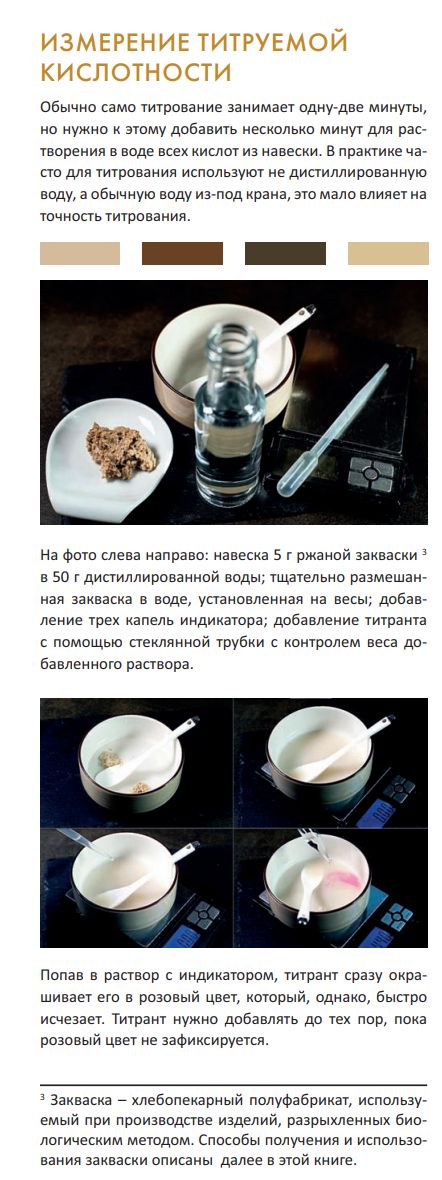 ИЗМЕРЕНИЕ ТИТРУЕМОЙ
КИСЛОТНОСТИ
Обычно само титрование занимает одну-две минуты,
но нужно к этому добавить несколько минут для рас-
творения в воде всех кислот из навески. В практике ча-
сто для титрования используют не дистиллированную
воду, а обычную воду из-под крана, это мало влияет на
точность титрования.
На фото слева направо: навеска 5 г ржаной закваски ³
в 50 г дистиллированной воды; тщательно размешан-
ная закваска в воде, установленная на весы; добав-
ление трех капель индикатора; добавление титранта
с помощью стеклянной трубки с контролем веса до-
бавленного раствора.
Попав в раствор с индикатором, титрант сразу окра-
шивает его в розовый цвет, который, однако, быстро
исчезает. Титрант нужно добавлять до тех пор, пока
розовый цвет не зафиксируется.
³ Закваска – хлебопекарный полуфабрикат, использу-
емый при производстве изделий, разрыхленных био-
логическим методом. Способы получения и использо-
вания закваски описаны далее в этой книге.